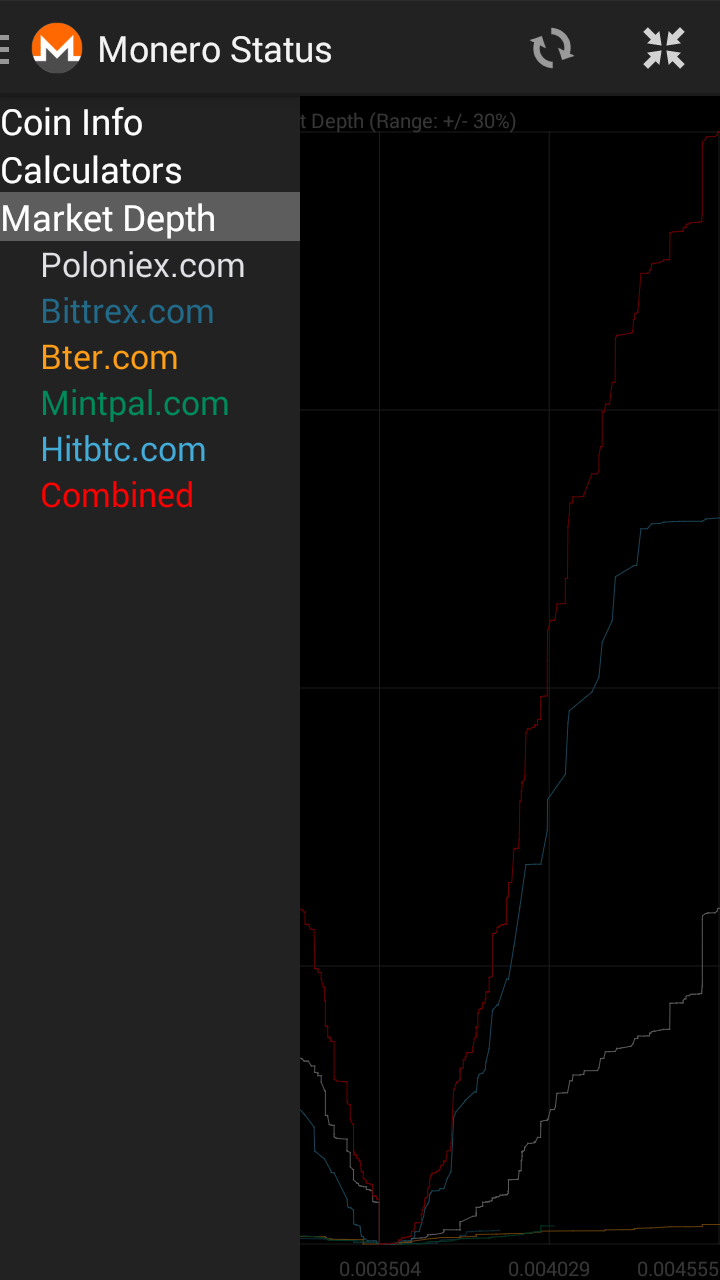 Monero Status
Coin Info
t Depth (Range: +/- 30%)
Calculators
Market Depth
Poloniex.com
Bittrex.com
Bter.com
Mintpal.com
Hitbtc.com
Combined
0.003504 0.004029 0.004555